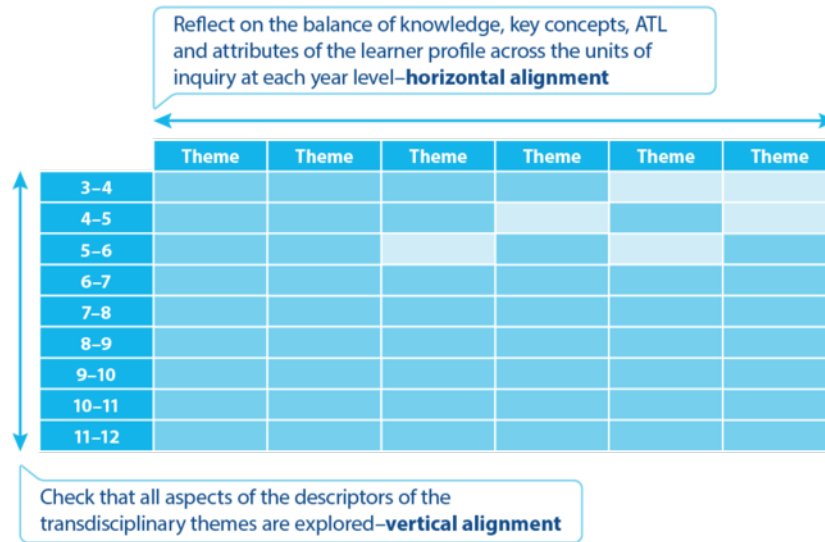 Reflect on the balance of knowledge, key concepts, ATL
and attributes of the learner profile across the units of
inquiry at each year level–horizontal alignment
Theme Theme Theme Theme Theme Theme
3–4
4–5
5–6
6–7
7–8
8–9
9–10
10–11
11–12
Check that all aspects of the descriptors of the
transdisciplinary themes are explored–vertical alignment